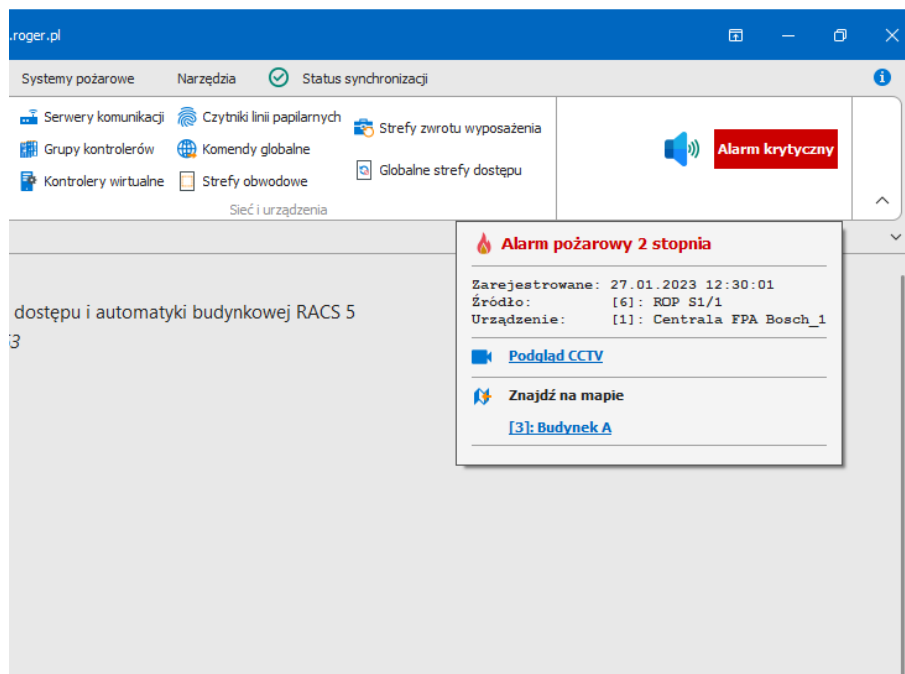 .roger.pl
Systemy pożarowe Narzędzia Status synchronizacji
Serwery komunikacji Czytniki linii papilarnych Strefy zwrotu wyposażenia
Grupy kontrolerów Komendy globalne Globalne strefy dostępu
Kontrolery wirtualne Strefy obwodowe
Sieć i urządzenia
Alarm krytyczny
Alarm pożarowy 2 stopnia
Zarejestrowane: 27.01.2023 12:30:01
Źródło: [6]: ROP S1/1
Urządzenie: [1]: Centrala FPA Bosch_1
Podgląd CCTV
Znajdź na mapie
[3]: Budynek A
dostępu i automatyki budynkowej RACS 5